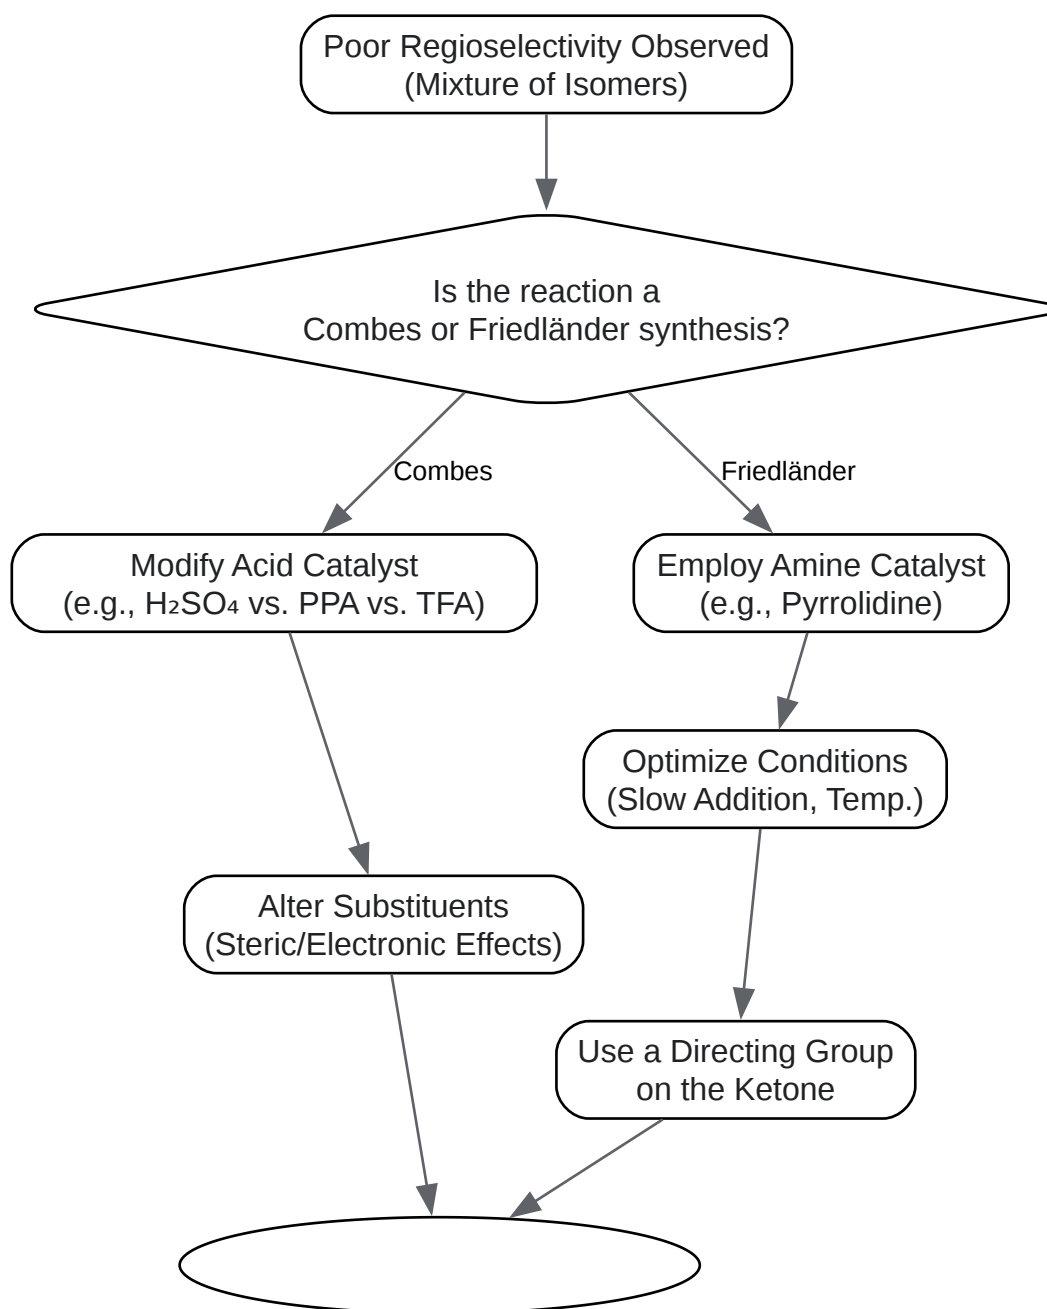 Poor Regioselectivity Observed
(Mixture of Isomers)
Is the reaction a
Combes or Friedländer synthesis?
Combes
Friedländer
Modify Acid Catalyst
(e.g., H₂SO₄ vs. PPA vs. TFA)
Employ Amine Catalyst
(e.g., Pyrrolidine)
Optimize Conditions
(Slow Addition, Temp.)
Alter Substituents
(Steric/Electronic Effects)
Use a Directing Group
on the Ketone